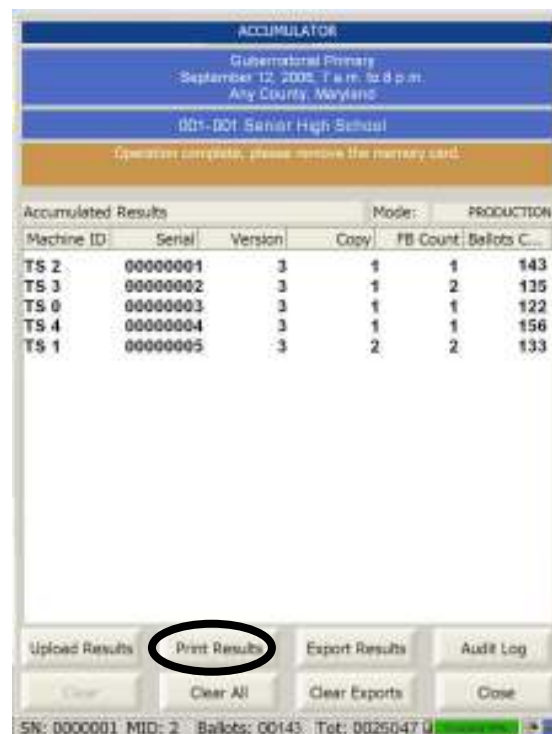 ACCUMULATOR
Gubernatorial Primary
September 12, 2006, 7 a.m. to 8 p.m.
Any County, Maryland
001-001 Senior High School
Operation complete, please remove the memory card.
Accumulated Results Mode: PRODUCTION
Machine ID Serial Version Copy FB Count Ballots C...
TS 2 00000001 3 1 1 143
TS 3 00000002 3 1 2 135
TS 0 00000003 3 1 1 122
TS 4 00000004 3 1 1 156
TS 1 00000005 3 2 2 133
Upload Results Print Results Export Results Audit Log
Clear Clear All Clear Exports Close
SN: 0000001 MID: 2 Ballots: 00143 Tot: 0025047